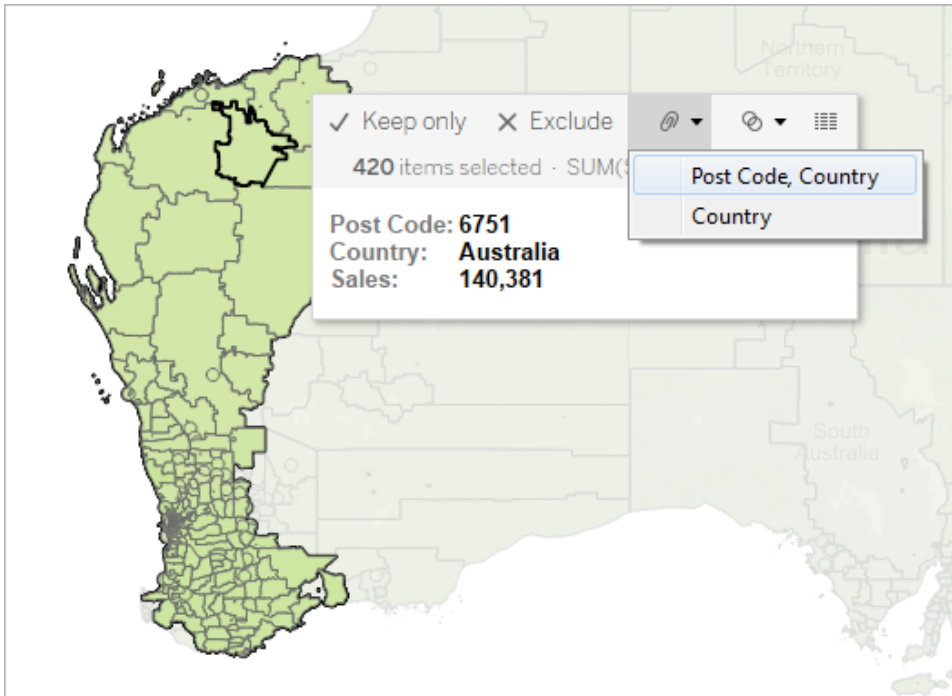 Northern
Territory
Keep only Exclude
420 items selected · SUM(
Post Code, Country
Country
Post Code: 6751
Country: Australia
Sales: 140,381
South
Australia